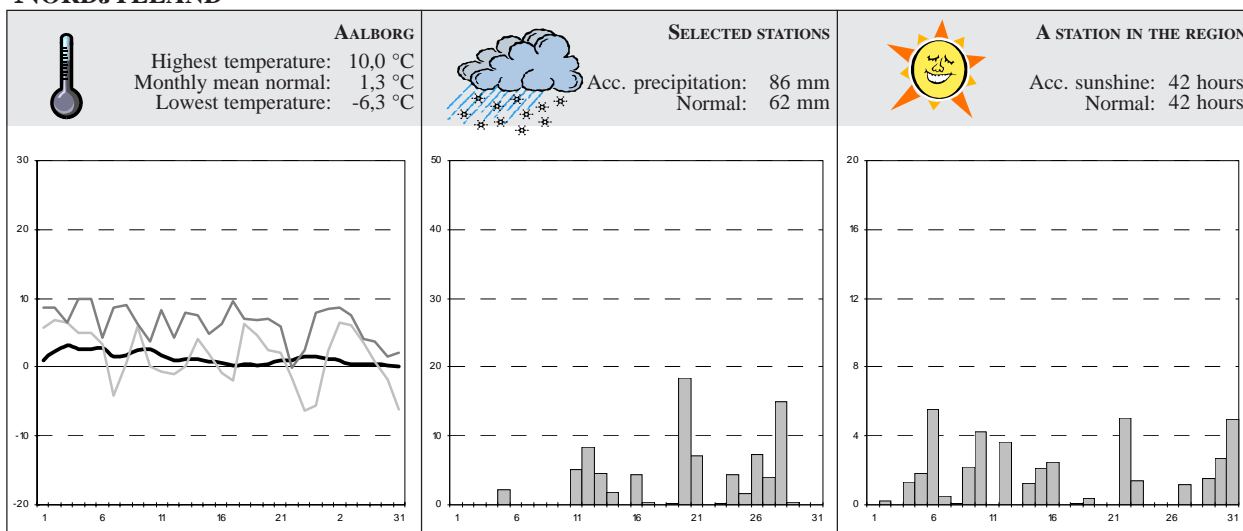 AALBORG
Highest temperature: 10,0 °C
Monthly mean normal: 1,3 °C
Lowest temperature: -6,3 °C
SELECTED STATIONS
Acc. precipitation: 86 mm
Normal: 62 mm
A STATION IN THE REGION
Acc. sunshine: 42 hours
Normal: 42 hours
30
20
10
0
-10
-20
1 6 11 16 21 2 31
50
40
30
20
10
0
1 6 11 16 21 26 31
20
16
12
8
4
0
1 6 11 16 21 26 31